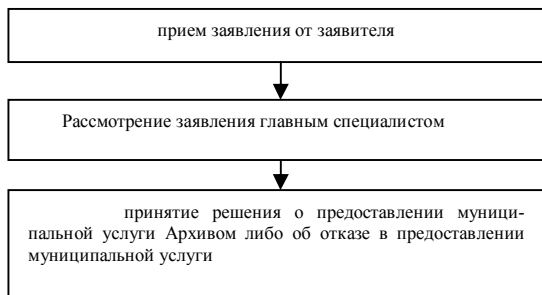 прием заявления от заявителя
Рассмотрение заявления главным специалистом
принятие решения о предоставлении муници-
пальной услуги Архивом либо об отказе в предоставлении
муниципальной услуги